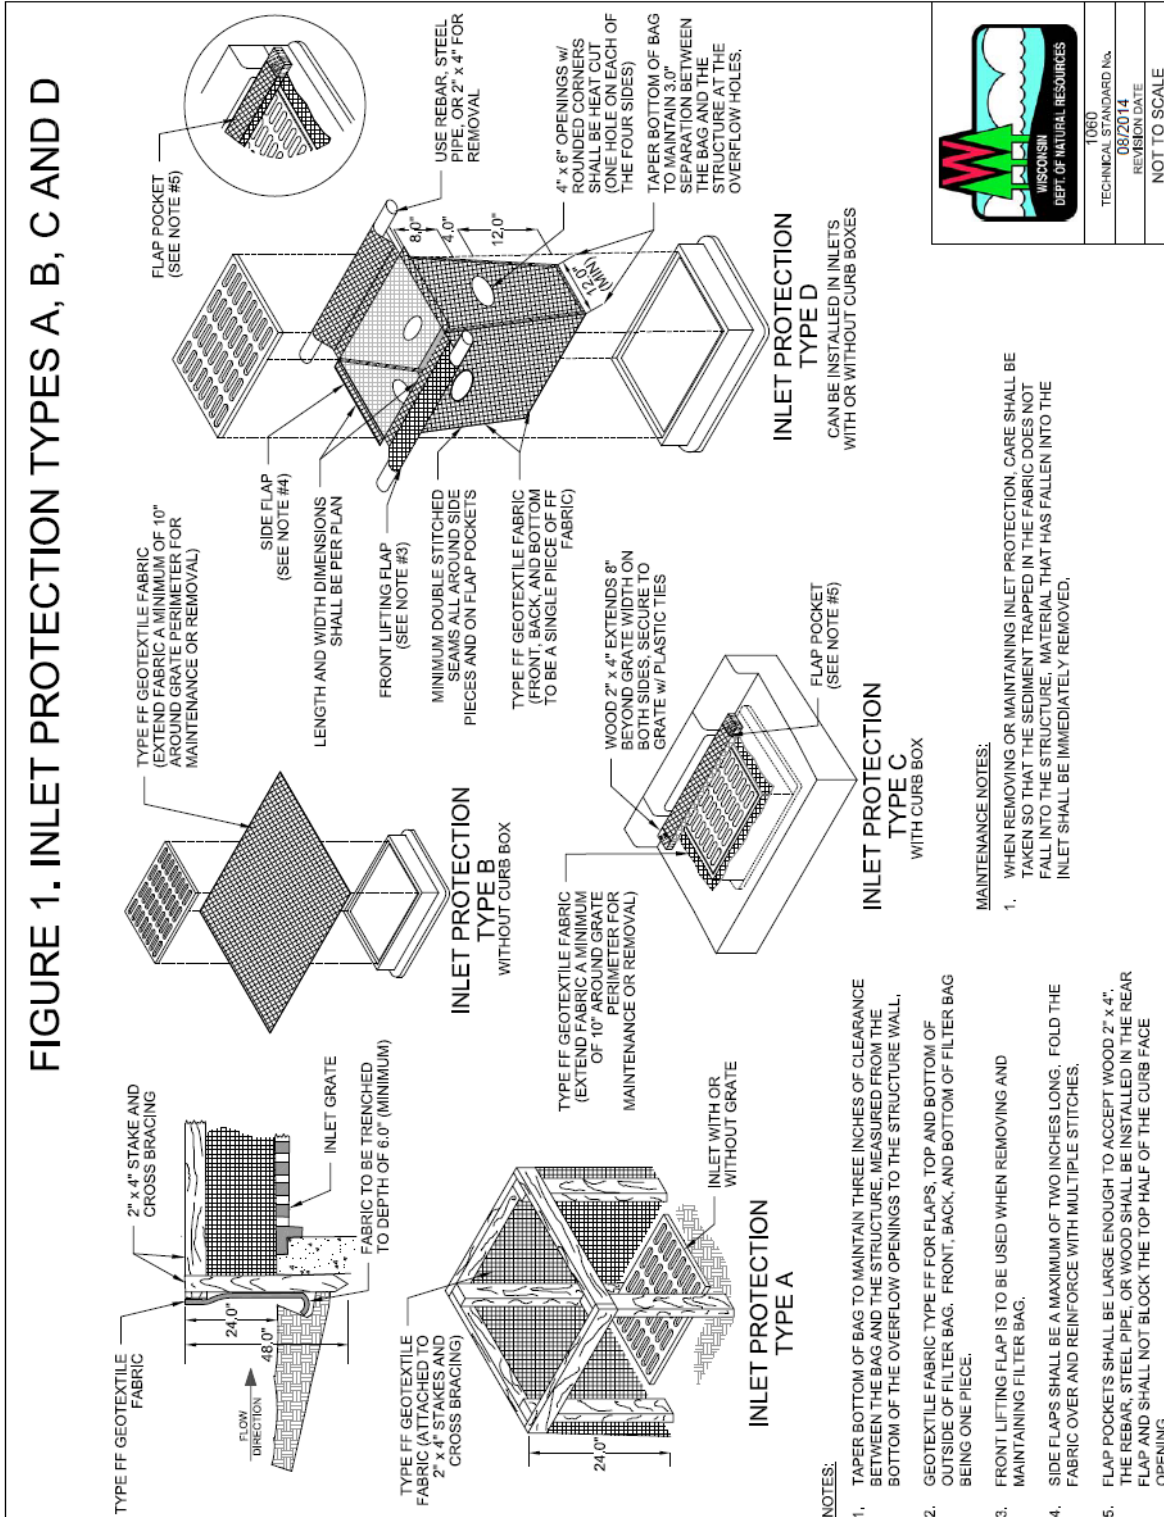 FIGURE 1. INLET PROTECTION TYPES A, B, C AND D
TYPE FF GEOTEXTILE
FABRIC
2" x 4" STAKE AND
CROSS BRACING
24.0"
48.0"
FLOW
DIRECTION
INLET GRATE
FABRIC TO BE TRENCHED
TO DEPTH OF 6.0" (MINIMUM)
TYPE FF GEOTEXTILE
FABRIC (ATTACHED TO
2" x 4" STAKES AND
CROSS BRACING)
24.0"
INLET WITH OR
WITHOUT GRATE
INLET PROTECTION
TYPE A
TYPE FF GEOTEXTILE FABRIC
(EXTEND FABRIC A MINIMUM OF 10"
AROUND GRATE PERIMETER FOR
MAINTENANCE OR REMOVAL)
INLET PROTECTION
TYPE B
WITHOUT CURB BOX
TYPE FF GEOTEXTILE FABRIC
(EXTEND FABRIC A MINIMUM
OF 10" AROUND GRATE
PERIMETER FOR
MAINTENANCE OR REMOVAL)
WOOD 2" x 4" EXTENDS 8"
BEYOND GRATE WIDTH ON
BOTH SIDES, SECURE TO
GRATE w/ PLASTIC TIES
FLAP POCKET
(SEE NOTE #5)
INLET PROTECTION
TYPE C
WITH CURB BOX
FLAP POCKET
(SEE NOTE #5)
SIDE FLAP
(SEE NOTE #4)
LENGTH AND WIDTH DIMENSIONS
SHALL BE PER PLAN
FRONT LIFTING FLAP
(SEE NOTE #3)
MINIMUM DOUBLE STITCHED
SEAMS ALL AROUND SIDE
PIECES AND ON FLAP POCKETS
TYPE FF GEOTEXTILE FABRIC
(FRONT, BACK, AND BOTTOM
TO BE A SINGLE PIECE OF FF
FABRIC)
USE REBAR, STEEL
PIPE, OR 2" x 4" FOR
REMOVAL
8.0"
4.0"
12.0"
12.0"
(MIN)
4" x 6" OPENINGS w/
ROUNDED CORNERS
SHALL BE HEAT CUT
(ONE HOLE ON EACH OF
THE FOUR SIDES)
TAPER BOTTOM OF BAG
TO MAINTAIN 3.0"
SEPARATION BETWEEN
THE BAG AND THE
STRUCTURE AT THE
OVERFLOW HOLES.
INLET PROTECTION
TYPE D
CAN BE INSTALLED IN INLETS
WITH OR WITHOUT CURB BOXES
NOTES:
1. TAPER BOTTOM OF BAG TO MAINTAIN THREE INCHES OF CLEARANCE
BETWEEN THE BAG AND THE STRUCTURE, MEASURED FROM THE
BOTTOM OF THE OVERFLOW OPENINGS TO THE STRUCTURE WALL.
2. GEOTEXTILE FABRIC TYPE FF FOR FLAPS, TOP AND BOTTOM OF
OUTSIDE OF FILTER BAG. FRONT, BACK, AND BOTTOM OF FILTER BAG
BEING ONE PIECE.
3. FRONT LIFTING FLAP IS TO BE USED WHEN REMOVING AND
MAINTAINING FILTER BAG.
4. SIDE FLAPS SHALL BE A MAXIMUM OF TWO INCHES LONG. FOLD THE
FABRIC OVER AND REINFORCE WITH MULTIPLE STITCHES.
5. FLAP POCKETS SHALL BE LARGE ENOUGH TO ACCEPT WOOD 2" x 4".
THE REBAR, STEEL PIPE, OR WOOD SHALL BE INSTALLED IN THE REAR
FLAP AND SHALL NOT BLOCK THE TOP HALF OF THE CURB FACE
OPENING
MAINTENANCE NOTES:
1. WHEN REMOVING OR MAINTAINING INLET PROTECTION, CARE SHALL BE
TAKEN SO THAT THE SEDIMENT TRAPPED IN THE FABRIC DOES NOT
FALL INTO THE STRUCTURE. MATERIAL THAT HAS FALLEN INTO THE
INLET SHALL BE IMMEDIATELY REMOVED.
WISCONSIN
DEPT. OF NATURAL RESOURCES
1060
TECHNICAL STANDARD No.
08/2014
REVISION DATE
NOT TO SCALE